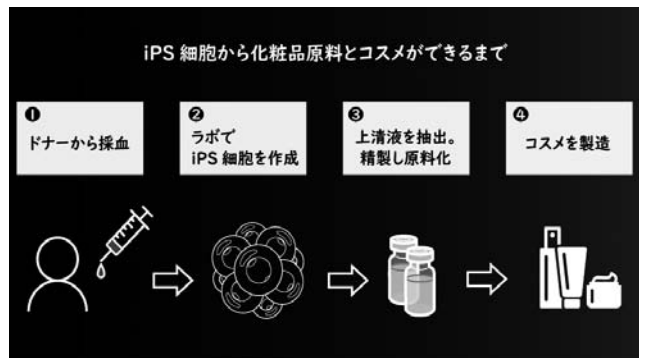 iPS 細胞から化粧品原料とコスメができるまで
❶
ドナーから採血
❷
ラボで
iPS 細胞を作成
❸
上清液を抽出。
精製し原料化
❹
コスメを製造